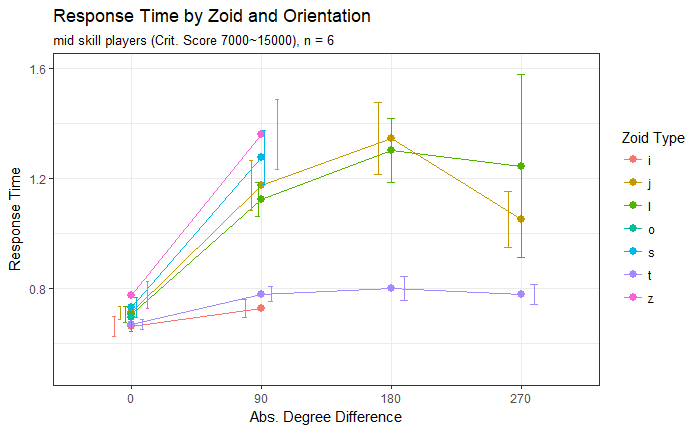 Response Time by Zoid and Orientation
mid skill players (Crit. Score 7000~15000), n = 6
1.6
1.2
0.8
Response Time
0 90 180 270
Abs. Degree Difference
Zoid Type
i
j
l
o
s
t
z